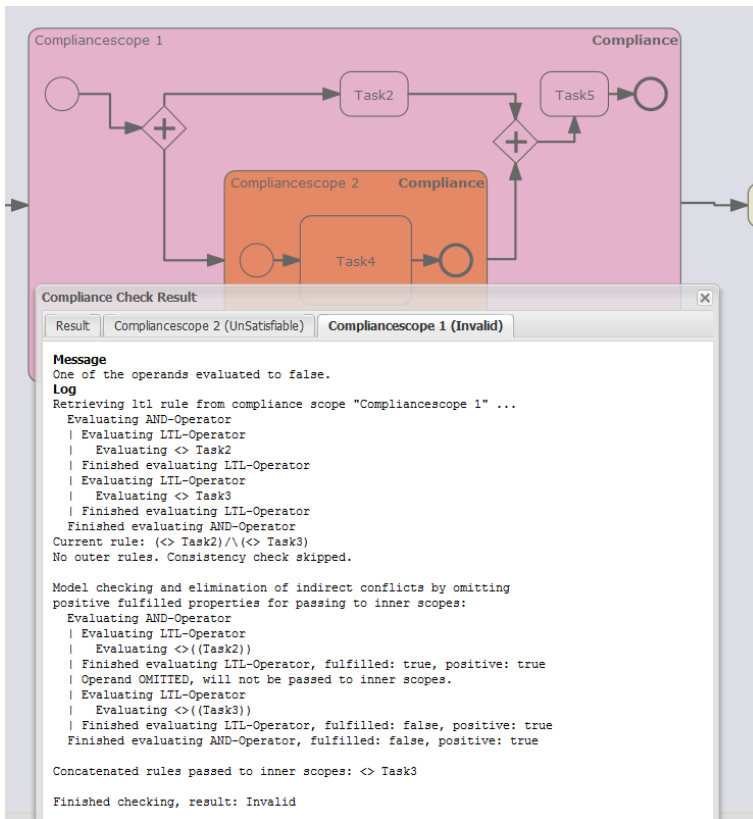 Compliancescope 1
Compliance
Task2
Task5
Compliancescope 2
Compliance
Task4
Compliance Check Result
Result
Compliancescope 2 (UnSatisfiable)
Compliancescope 1 (Invalid)
Message
One of the operands evaluated to false.
Log
Retrieving ltl rule from compliance scope "Compliancescope 1" ...
Evaluating AND-Operator
| Evaluating LTL-Operator
| Evaluating <> Task2
| Finished evaluating LTL-Operator
| Evaluating LTL-Operator
| Evaluating <> Task3
| Finished evaluating LTL-Operator
Finished evaluating AND-Operator
Current rule: (<> Task2)/\(<> Task3)
No outer rules. Consistency check skipped.
Model checking and elimination of indirect conflicts by omitting
positive fulfilled properties for passing to inner scopes:
Evaluating AND-Operator
| Evaluating LTL-Operator
| Evaluating <>((Task2))
| Finished evaluating LTL-Operator, fulfilled: true, positive: true
| Operand OMITTED, will not be passed to inner scopes.
| Evaluating LTL-Operator
| Evaluating <>((Task3))
| Finished evaluating LTL-Operator, fulfilled: false, positive: true
Finished evaluating AND-Operator, fulfilled: false, positive: true
Concatenated rules passed to inner scopes: <> Task3
Finished checking, result: Invalid